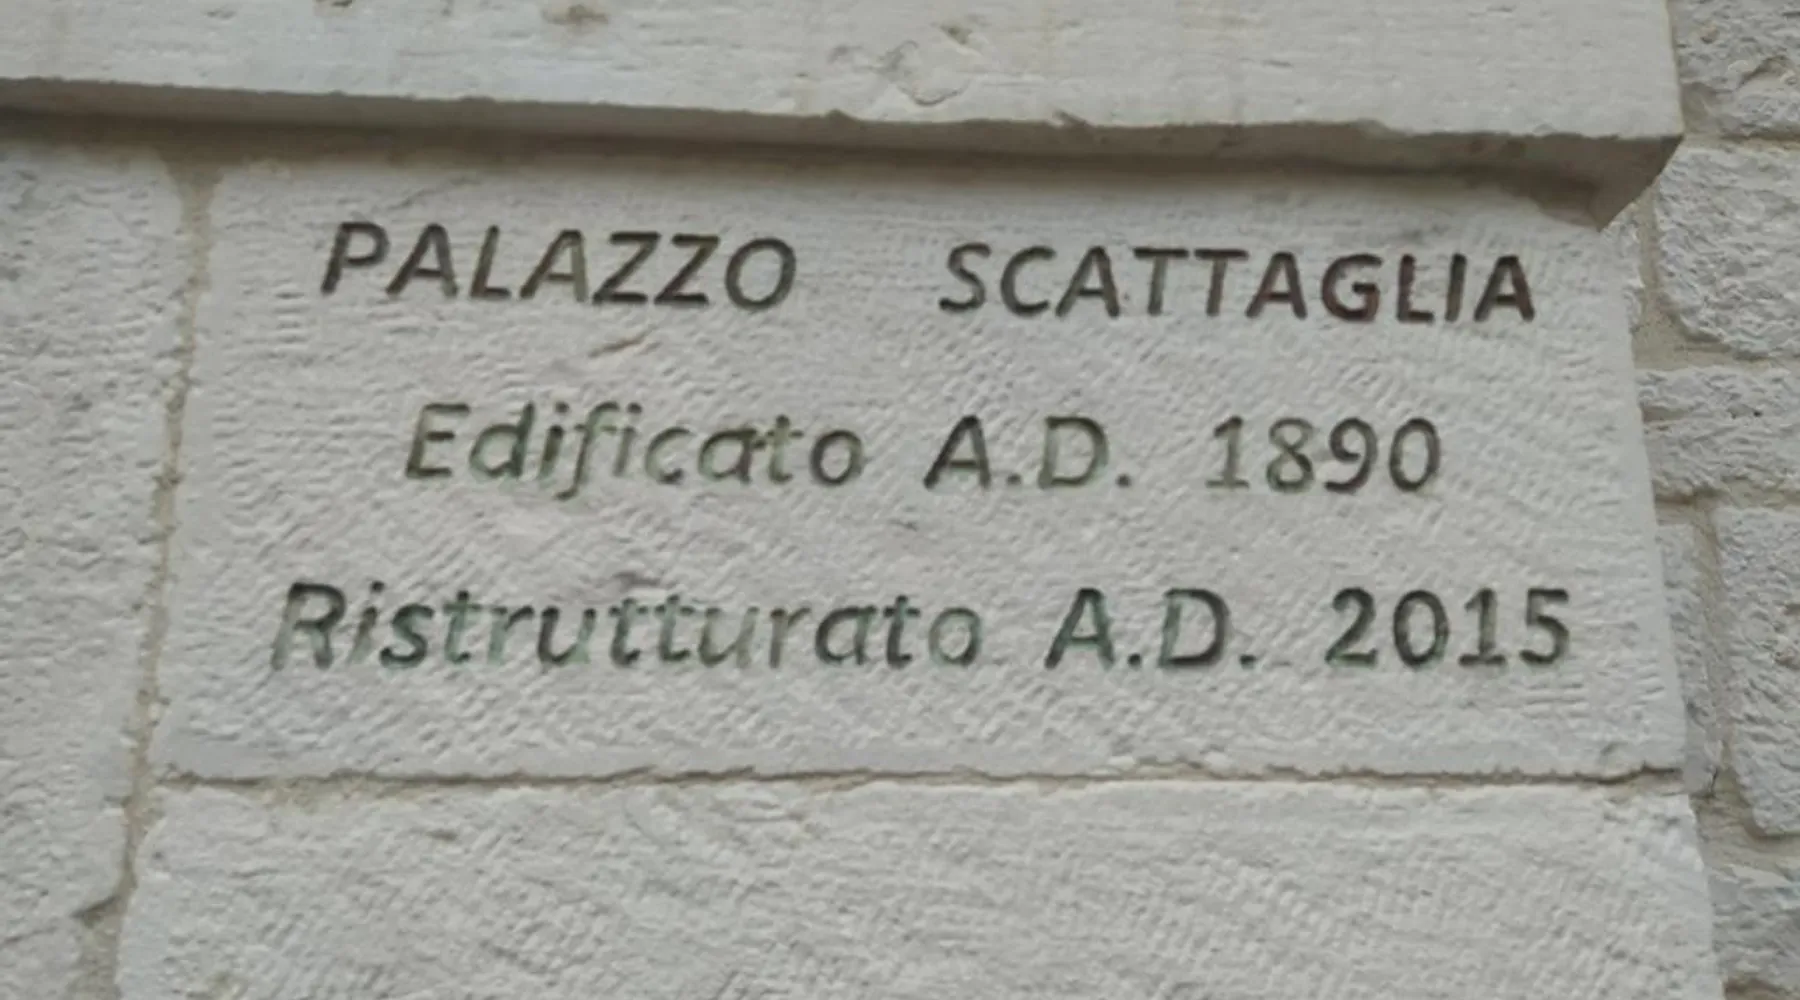 PALAZZO SCATTAGLIA
Edificato A.D. 1890
Ristrutturato A.D. 2015